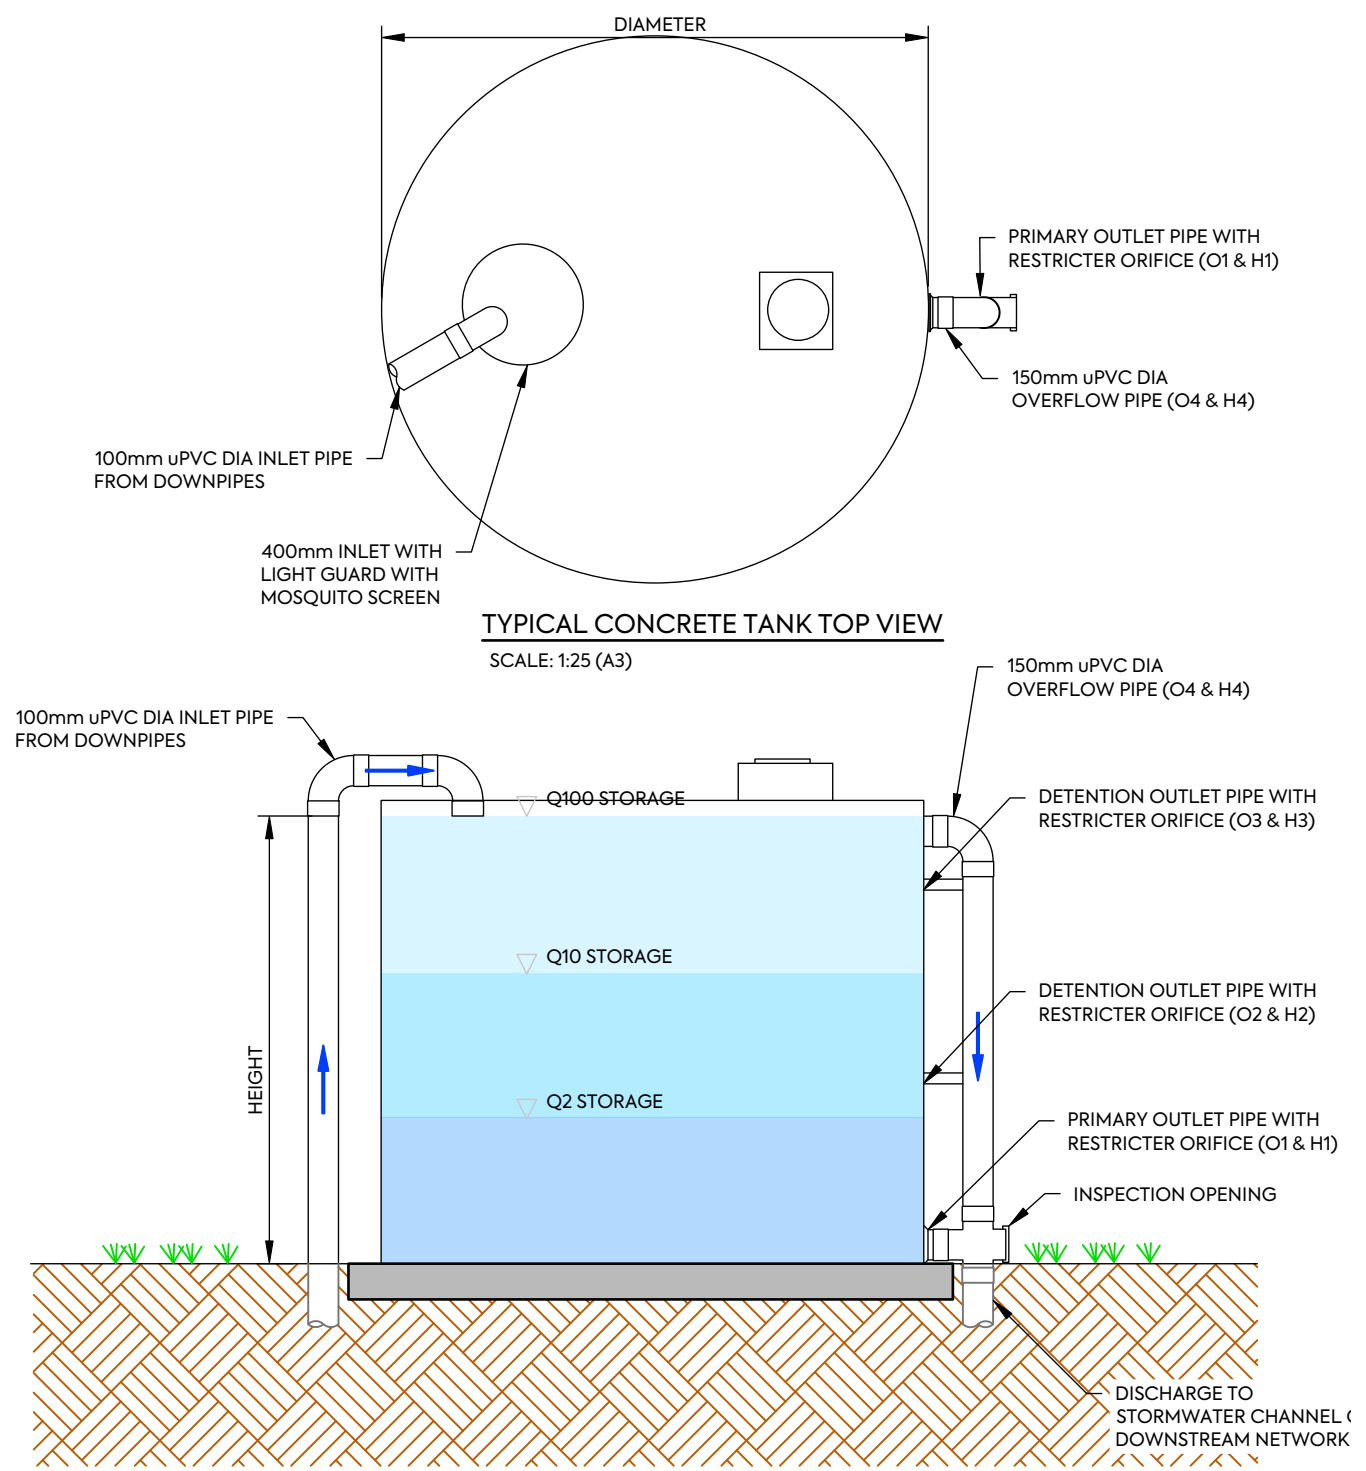 DIAMETER
PRIMARY OUTLET PIPE WITH
RESTRICTER ORIFICE (O1 & H1)
150mm uPVC DIA
OVERFLOW PIPE (O4 & H4)
100mm uPVC DIA INLET PIPE
FROM DOWNPIPES
400mm INLET WITH
LIGHT GUARD WITH
MOSQUITO SCREEN
TYPICAL CONCRETE TANK TOP VIEW
SCALE: 1:25 (A3)
150mm uPVC DIA
OVERFLOW PIPE (O4 & H4)
100mm uPVC DIA INLET PIPE
FROM DOWNPIPES
Q100 STORAGE
DETENTION OUTLET PIPE WITH
RESTRICTER ORIFICE (O3 & H3)
Q10 STORAGE
DETENTION OUTLET PIPE WITH
RESTRICTER ORIFICE (O2 & H2)
HEIGHT
Q2 STORAGE
PRIMARY OUTLET PIPE WITH
RESTRICTER ORIFICE (O1 & H1)
INSPECTION OPENING
DISCHARGE TO
STORMWATER CHANNEL
DOWNSTREAM NETWORK